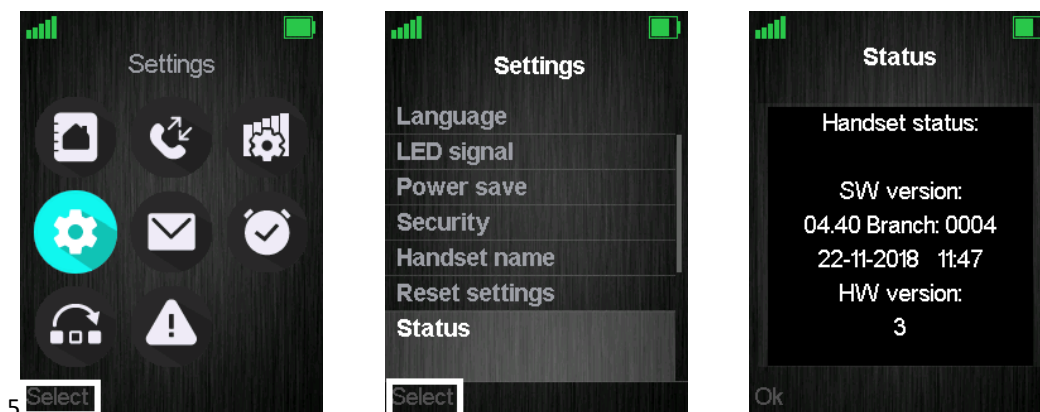 Settings
5
Select
Settings
Language
LED signal
Power save
Security
Handset name
Reset settings
Status
Select
Status
Handset status:
SW version:
04.40 Branch: 0004
22-11-2018 11:47
HW version:
3
Ok